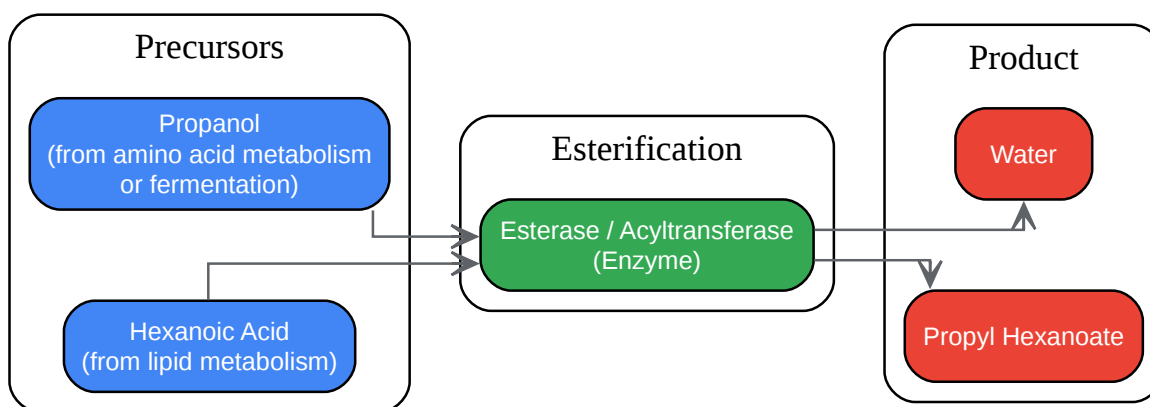 Precursors
Propanol
(from amino acid metabolism
or fermentation)
Hexanoic Acid
(from lipid metabolism)
Esterification
Esterase / Acyltransferase
(Enzyme)
Product
Water
Propyl Hexanoate